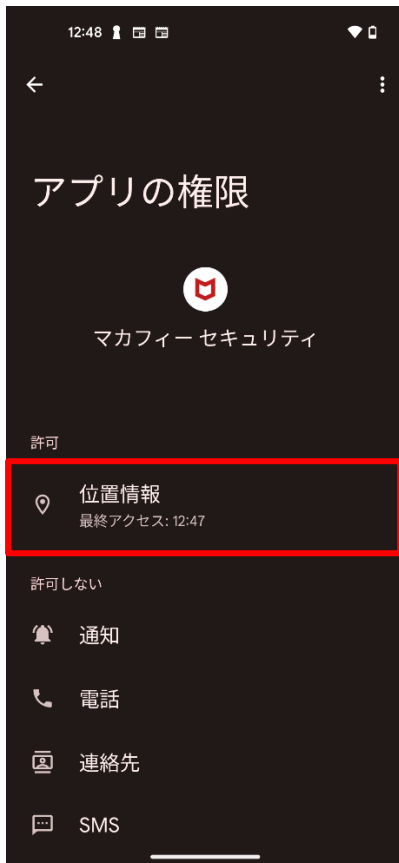 12:48
アプリの権限
マカフィー セキュリティ
許可
位置情報
最終アクセス: 12:47
許可しない
通知
電話
連絡先
SMS